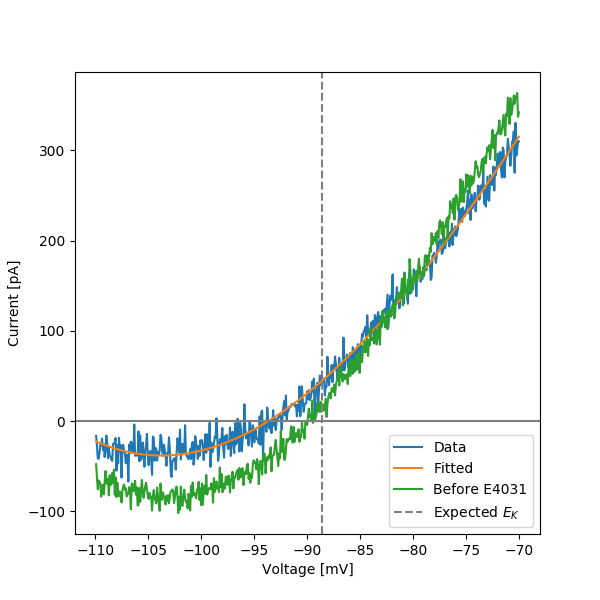 300
200
100
0
−100
Current [pA]
Data
Fitted
Before E4031
Expected E_K
−110 −105 −100 −95 −90 −85 −80 −75 −70
Voltage [mV]